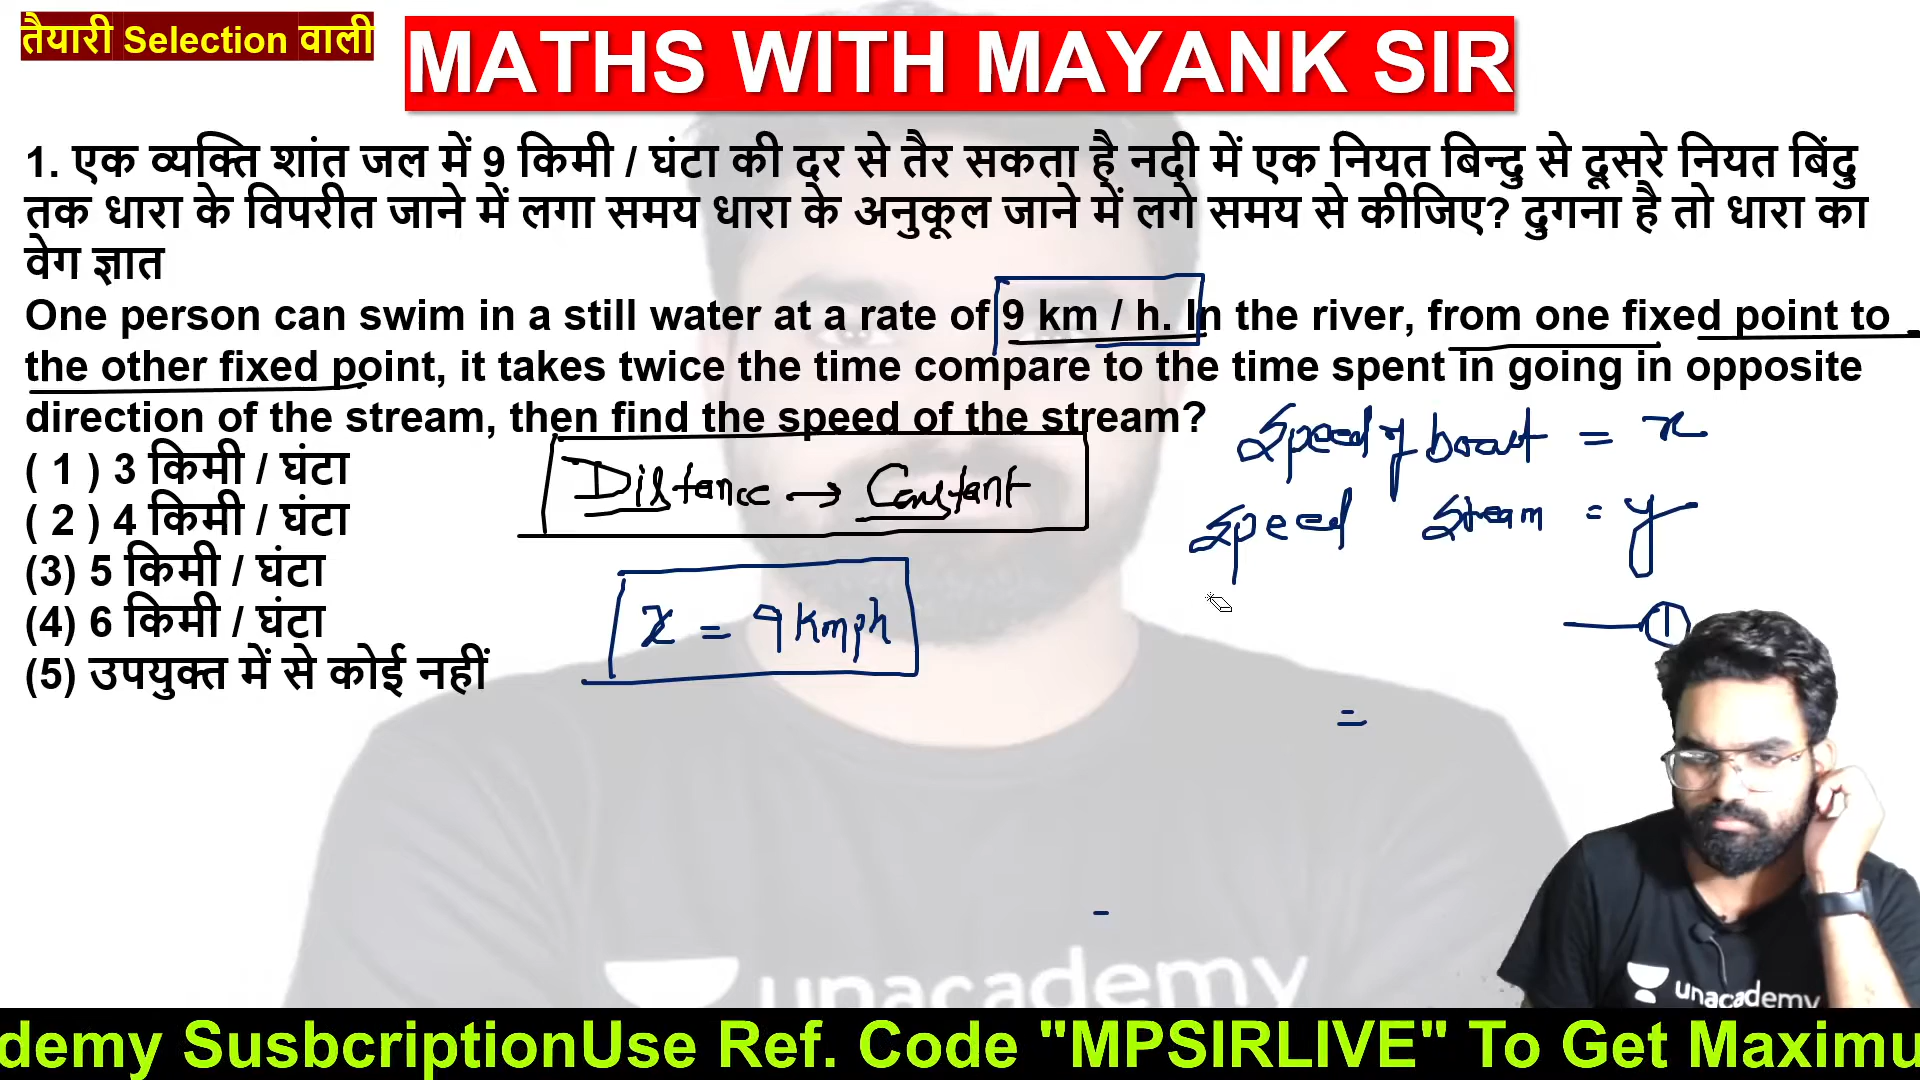 तैयारी Selection वाली
MATHS WITH MAYANK SIR
1. एक व्यक्ति शांत जल में 9 किमी / घंटा की दर से तैर सकता है नदी में एक नियत बिन्दु से दूसरे नियत बिंदु
तक धारा के विपरीत जाने में लगा समय धारा के अनुकूल जाने में लगे समय से कीजिए? दुगना है तो धारा का
वेग ज्ञात
One person can swim in a still water at a rate of 9 km / h. In the river, from one fixed point to
the other fixed point, it takes twice the time compare to the time spent in going in opposite
direction of the stream, then find the speed of the stream?
( 1 ) 3 किमी / घंटा
( 2 ) 4 किमी / घंटा
(3) 5 किमी / घंटा
(4) 6 किमी / घंटा
(5) उपयुक्त में से कोई नहीं
Distance → Constant
x = 9 kmph
Speed of boat = x
Speed Stream = y
1
=
-
unacademy
unacademy
demy SusbcriptionUse Ref. Code "MPSIRLIVE" To Get Maximu